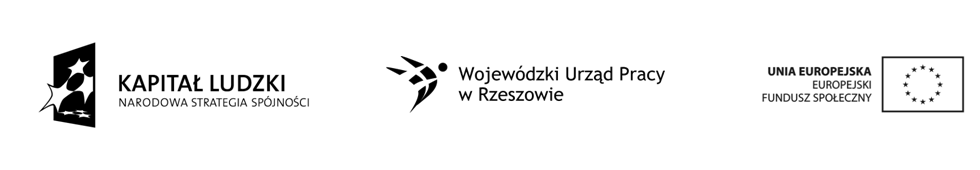 KAPITAŁ LUDZKI
NARODOWA STRATEGIA SPÓJNOŚCI
Wojewódzki Urząd Pracy
w Rzeszowie
UNIA EUROPEJSKA
EUROPEJSKI
FUNDUSZ SPOŁECZNY